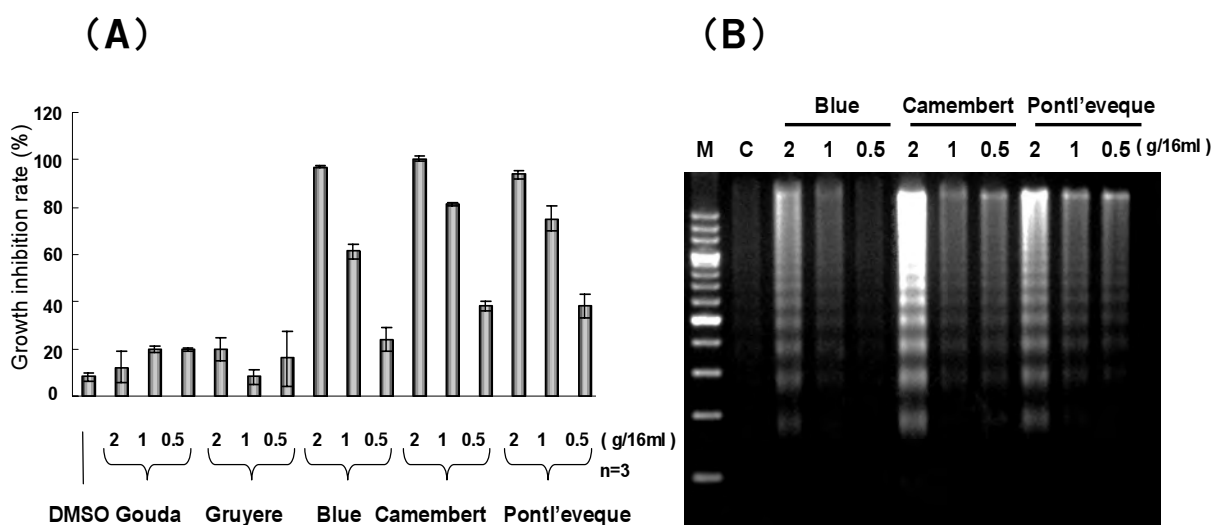 (A)
120
100
80
60
40
20
0
Growth inhibition rate (%)
2 1 0.5 2 1 0.5 2 1 0.5 2 1 0.5 2 1 0.5 ( g/16ml )
n=3
DMSO Gouda Gruyere Blue Camembert Pontl'eveque
(B)
Blue Camembert Pontl'eveque
M C 2 1 0.5 2 1 0.5 2 1 0.5 ( g/16ml )